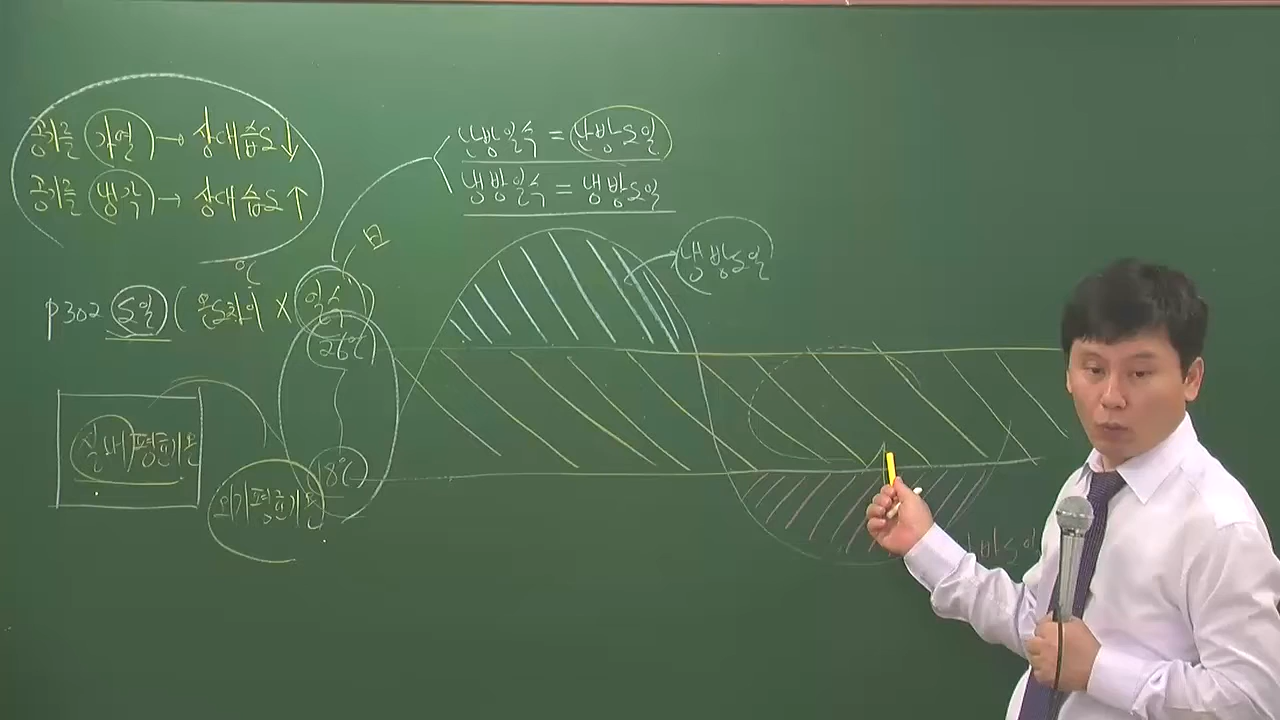 공기를 가열 → 상대습도↓
공기를 냉각 → 상대습도↑
난방일수 = 난방도일
냉방일수 = 냉방도일
냉방도일
℃
p302 도일 ( 온도차이 × 일수 )
26℃
18℃
실내평균기온
외기평균기온
방도